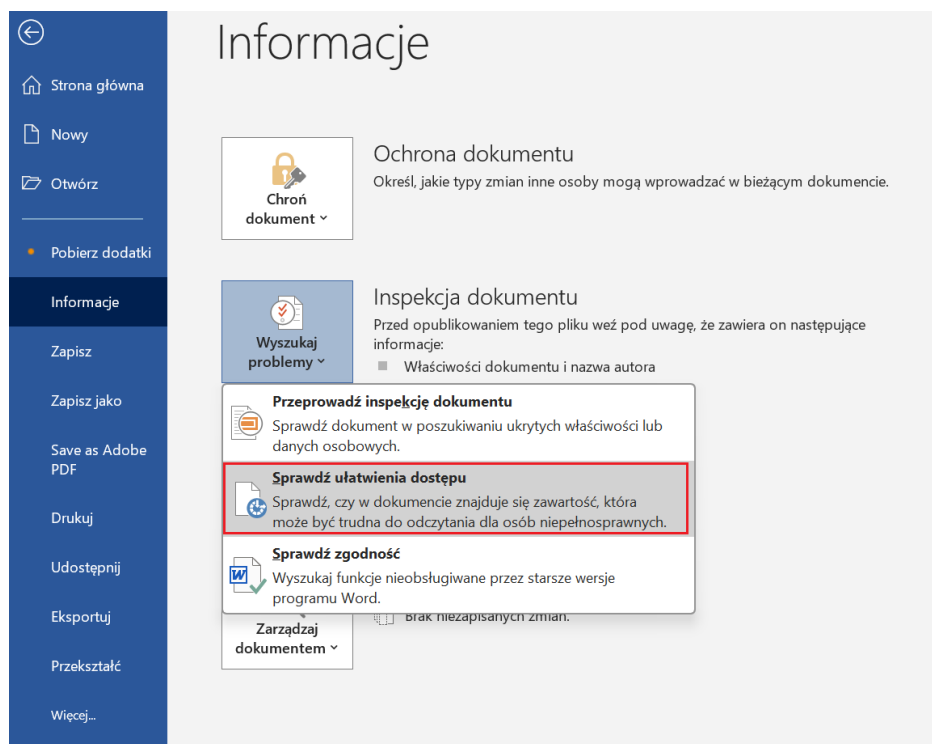 Informacje
Strona główna
Nowy
Otwórz
Pobierz dodatki
Informacje
Zapisz
Zapisz jako
Save as Adobe
PDF
Drukuj
Udostępnij
Eksportuj
Przekształć
Więcej...
Chroń
dokument
Ochrona dokumentu
Określ, jakie typy zmian inne osoby mogą wprowadzać w bieżącym dokumencie.
Wyszukaj
problemy
Inspekcja dokumentu
Przed opublikowaniem tego pliku weź pod uwagę, że zawiera on następujące
informacje:
Właściwości dokumentu i nazwa autora
Przeprowadź inspekcję dokumentu
Sprawdź dokument w poszukiwaniu ukrytych właściwości lub
danych osobowych.
Sprawdź ułatwienia dostępu
Sprawdź, czy w dokumencie znajduje się zawartość, która
może być trudna do odczytania dla osób niepełnosprawnych.
Sprawdź zgodność
Wyszukaj funkcje nieobsługiwane przez starsze wersje
programu Word.
Zarządzaj
dokumentem
Brak niezapisanych zmian.